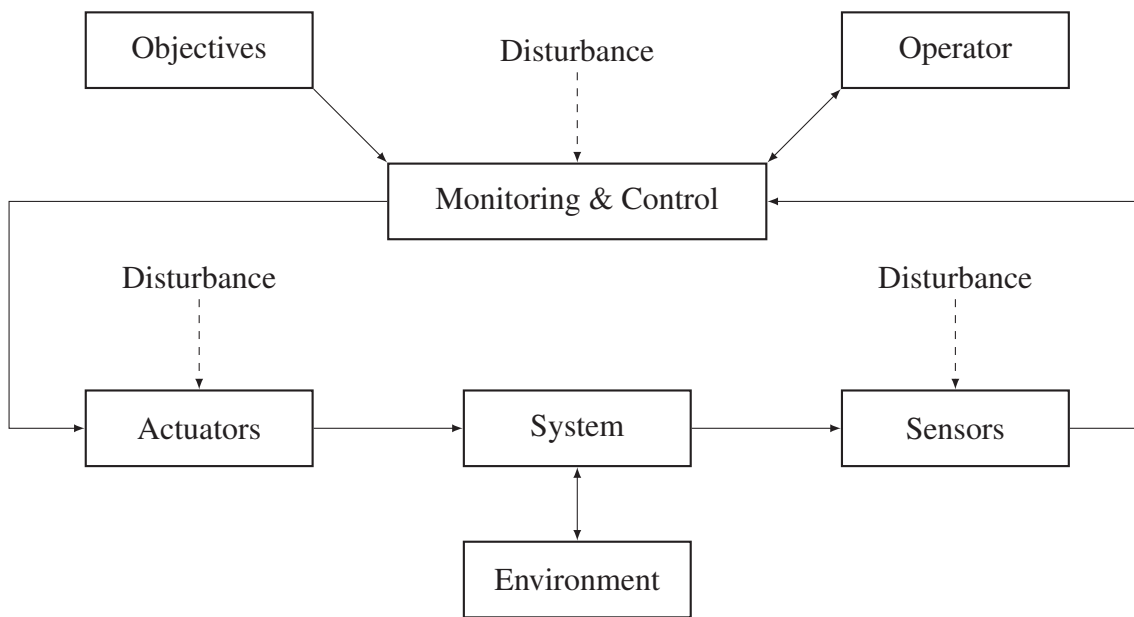 Objectives
Disturbance
Operator
Monitoring & Control
Disturbance
Disturbance
Actuators
System
Sensors
Environment